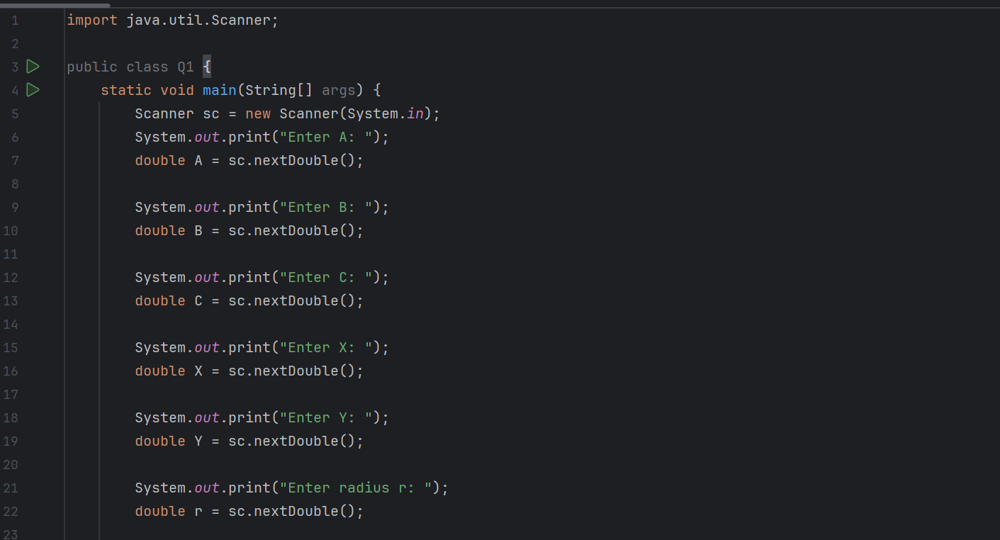 1 import java.util.Scanner;
2
3 public class Q1 {
4 static void main(String[] args) {
5 Scanner sc = new Scanner(System.in);
6 System.out.print("Enter A: ");
7 double A = sc.nextDouble();
8
9 System.out.print("Enter B: ");
10 double B = sc.nextDouble();
11
12 System.out.print("Enter C: ");
13 double C = sc.nextDouble();
14
15 System.out.print("Enter X: ");
16 double X = sc.nextDouble();
17
18 System.out.print("Enter Y: ");
19 double Y = sc.nextDouble();
20
21 System.out.print("Enter radius r: ");
22 double r = sc.nextDouble();
23